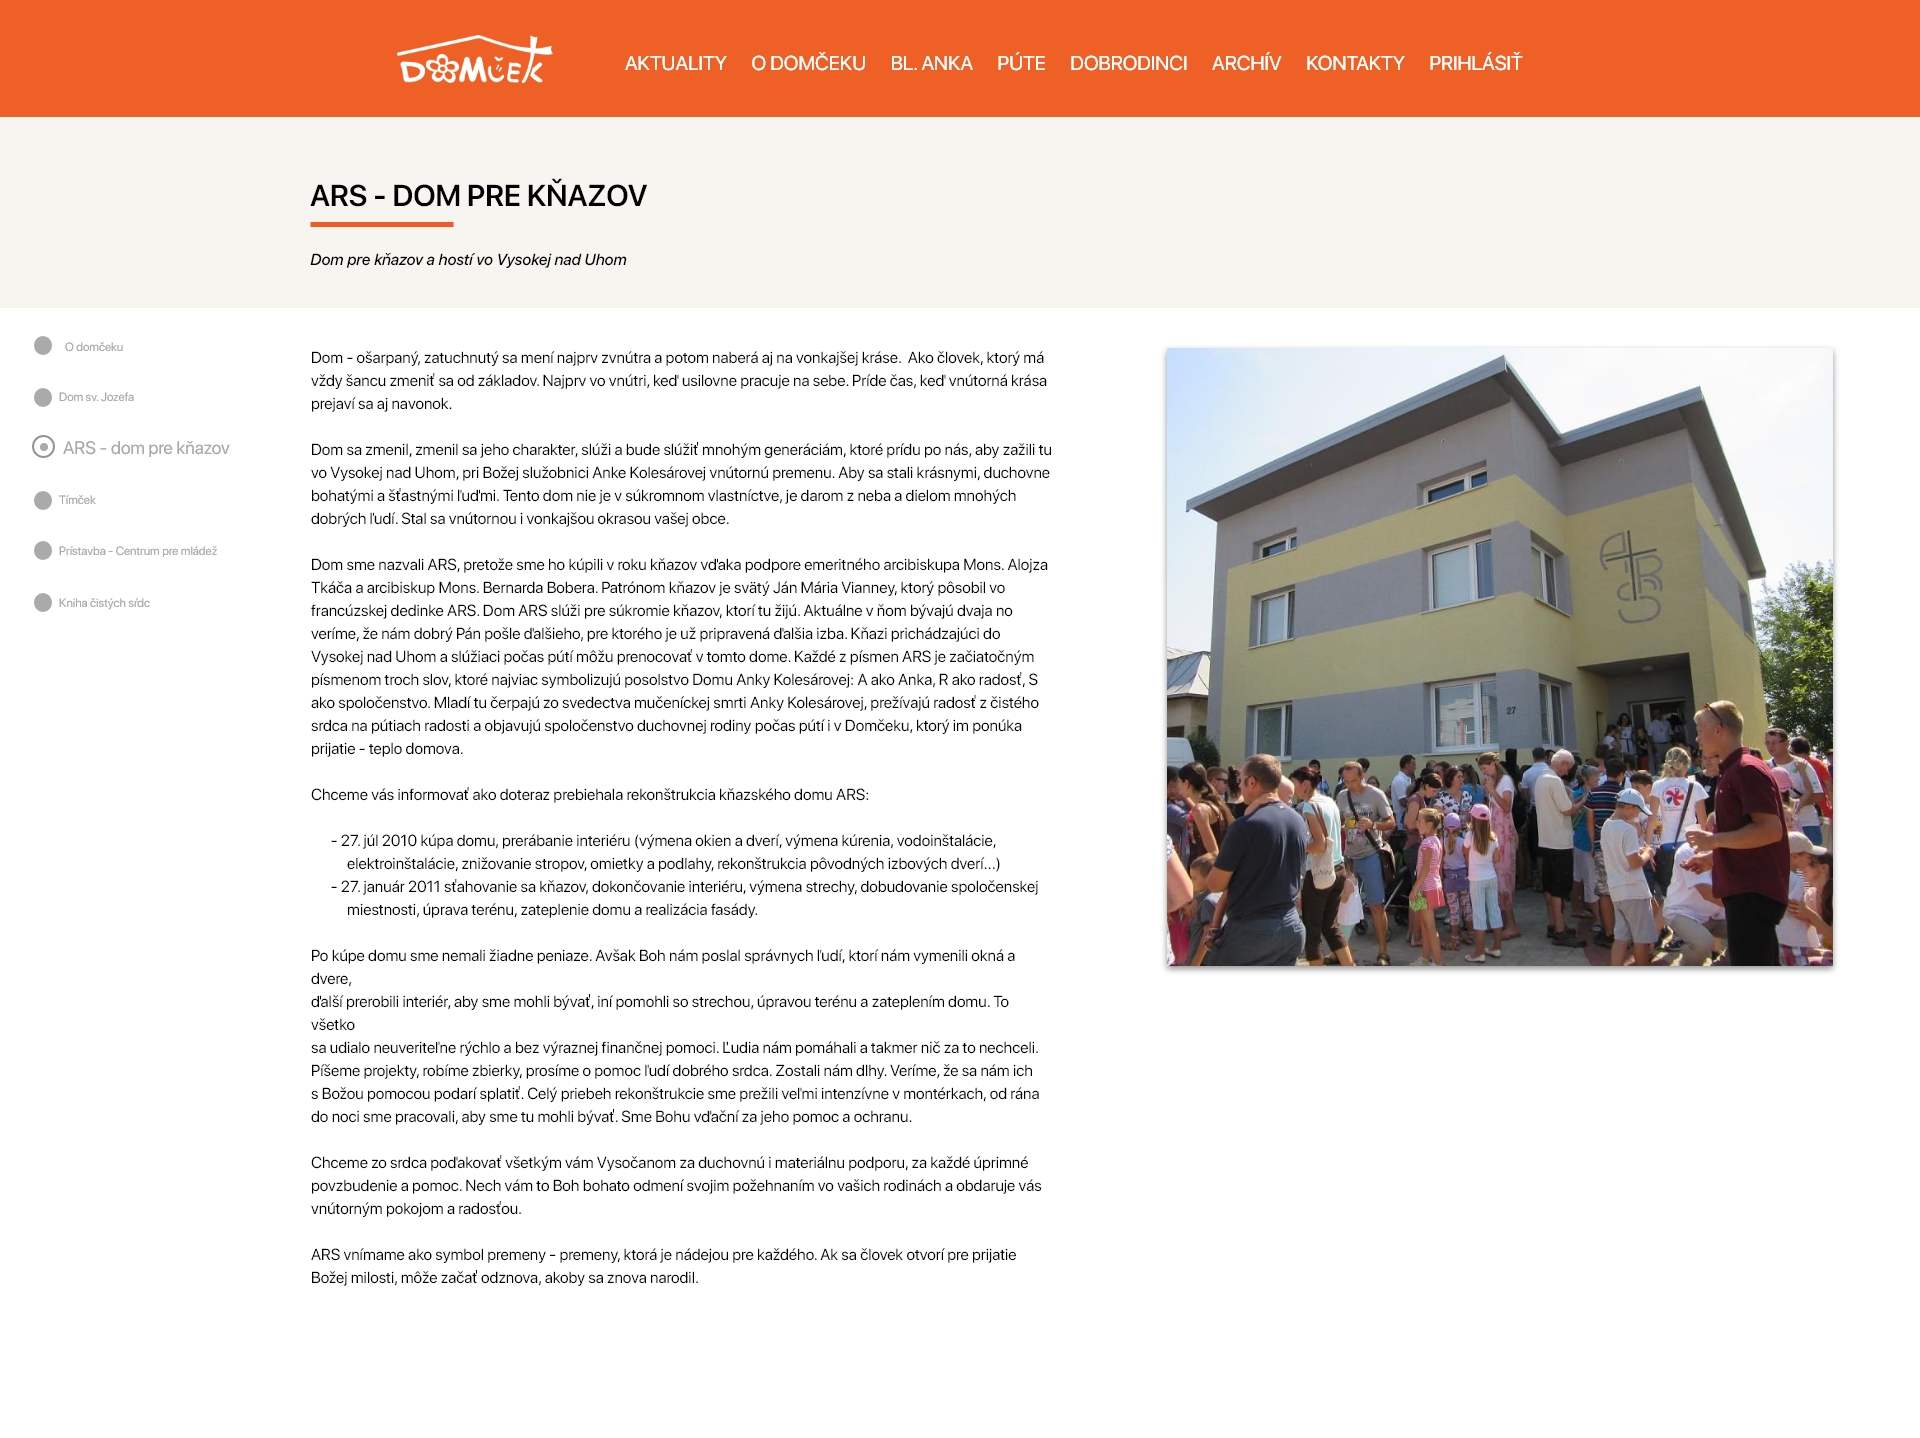 DOMČEK
AKTUALITY
O DOMČEKU
BL. ANKA
PÚTE
DOBRODINCI
ARCHÍV
KONTAKTY
PRIHLÁSIŤ
ARS - DOM PRE KŇAZOV
Dom pre kňazov a hostí vo Vysokej nad Uhom
O domčeku
Dom sv. Jozefa
ARS - dom pre kňazov
Tímček
Prístavba - Centrum pre mládež
Kniha čistých sŕdc
Dom - ošarpaný, zatuchnutý sa mení najprv zvnútra a potom naberá aj na vonkajšej kráse.  Ako človek, ktorý má
vždy šancu zmeniť sa od základov. Najprv vo vnútri, keď usilovne pracuje na sebe. Príde čas, keď vnútorná krása
prejaví sa aj navonok.
Dom sa zmenil, zmenil sa jeho charakter, slúži a bude slúžiť mnohým generáciám, ktoré prídu po nás, aby zažili tu
vo Vysokej nad Uhom, pri Božej služobnici Anke Kolesárovej vnútornú premenu. Aby sa stali krásnymi, duchovne
bohatými a šťastnými ľuďmi. Tento dom nie je v súkromnom vlastníctve, je darom z neba a dielom mnohých
dobrých ľudí. Stal sa vnútornou i vonkajšou okrasou vašej obce.
Dom sme nazvali ARS, pretože sme ho kúpili v roku kňazov vďaka podpore emeritného arcibiskupa Mons. Alojza
Tkáča a arcibiskup Mons. Bernarda Bobera. Patrónom kňazov je svätý Ján Mária Vianney, ktorý pôsobil vo
francúzskej dedinke ARS. Dom ARS slúži pre súkromie kňazov, ktorí tu žijú. Aktuálne v ňom bývajú dvaja no
veríme, že nám dobrý Pán pošle ďalšieho, pre ktorého je už pripravená ďalšia izba. Kňazi prichádzajúci do
Vysokej nad Uhom a slúžiaci počas pútí môžu prenocovať v tomto dome. Každé z písmen ARS je začiatočným
písmenom troch slov, ktoré najviac symbolizujú posolstvo Domu Anky Kolesárovej: A ako Anka, R ako radosť, S
ako spoločenstvo. Mladí tu čerpajú zo svedectva mučeníckej smrti Anky Kolesárovej, prežívajú radosť z čistého
srdca na pútiach radosti a objavujú spoločenstvo duchovnej rodiny počas pútí i v Domčeku, ktorý im ponúka
prijatie - teplo domova.
Chceme vás informovať ako doteraz prebiehala rekonštrukcia kňazského domu ARS:
- 27. júl 2010 kúpa domu, prerábanie interiéru (výmena okien a dverí, výmena kúrenia, vodoinštalácie,
elektroinštalácie, znižovanie stropov, omietky a podlahy, rekonštrukcia pôvodných izbových dverí...)
- 27. január 2011 sťahovanie sa kňazov, dokončovanie interiéru, výmena strechy, dobudovanie spoločenskej
miestnosti, úprava terénu, zateplenie domu a realizácia fasády.
Po kúpe domu sme nemali žiadne peniaze. Avšak Boh nám poslal správnych ľudí, ktorí nám vymenili okná a
dvere,
ďalší prerobili interiér, aby sme mohli bývať, iní pomohli so strechou, úpravou terénu a zateplením domu. To
všetko
sa udialo neuveriteľne rýchlo a bez výraznej finančnej pomoci. Ľudia nám pomáhali a takmer nič za to nechceli.
Píšeme projekty, robíme zbierky, prosíme o pomoc ľudí dobrého srdca. Zostali nám dlhy. Veríme, že sa nám ich
s Božou pomocou podarí splatiť. Celý priebeh rekonštrukcie sme prežili veľmi intenzívne v montérkach, od rána
do noci sme pracovali, aby sme tu mohli bývať. Sme Bohu vďační za jeho pomoc a ochranu.
Chceme zo srdca poďakovať všetkým vám Vysočanom za duchovnú i materiálnu podporu, za každé úprimné
povzbudenie a pomoc. Nech vám to Boh bohato odmení svojim požehnaním vo vašich rodinách a obdaruje vás
vnútorným pokojom a radosťou.
ARS vnímame ako symbol premeny - premeny, ktorá je nádejou pre každého. Ak sa človek otvorí pre prijatie
Božej milosti, môže začať odznova, akoby sa znova narodil.
ARS
27